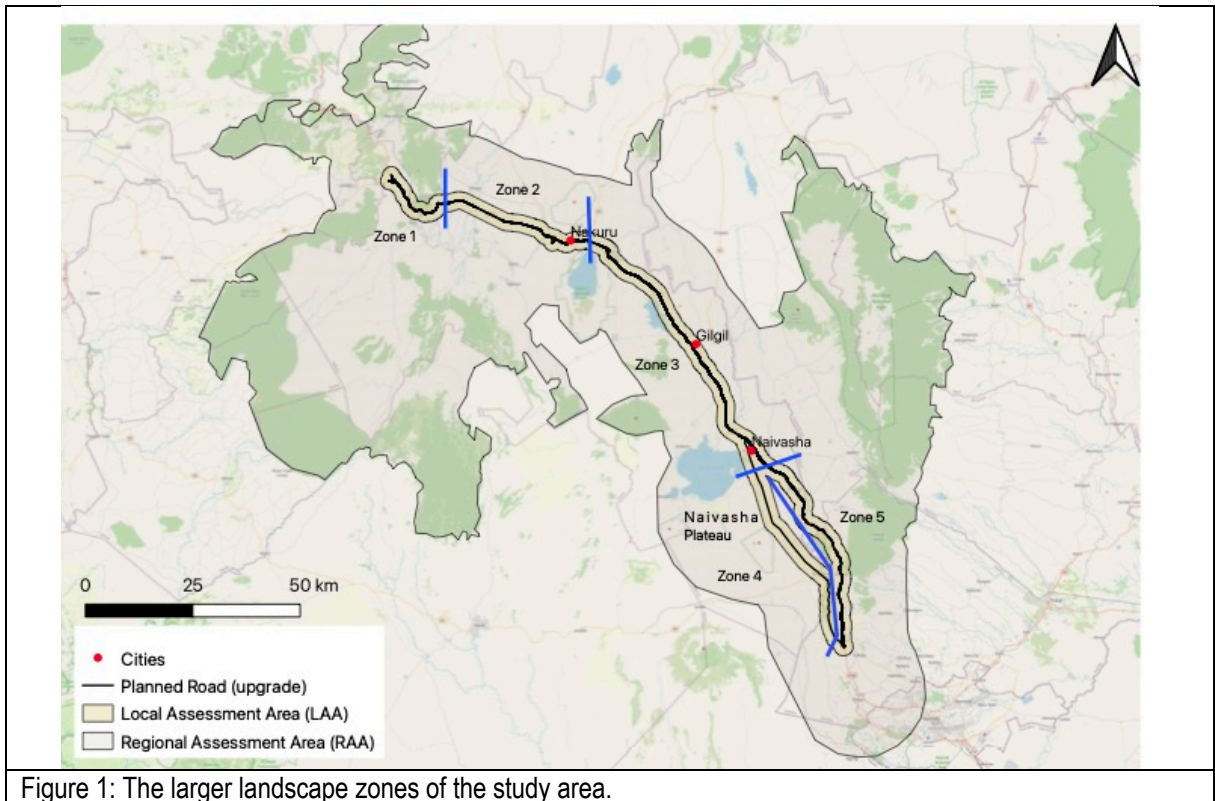 Zone 2
Nakuru
Zone 1
Gilgil
Zone 3
Naivasha
Naivasha
Plateau
Zone 5
Zone 4
0 25 50 km
Cities
Planned Road (upgrade)
Local Assessment Area (LAA)
Regional Assessment Area (RAA)
Figure 1: The larger landscape zones of the study area.